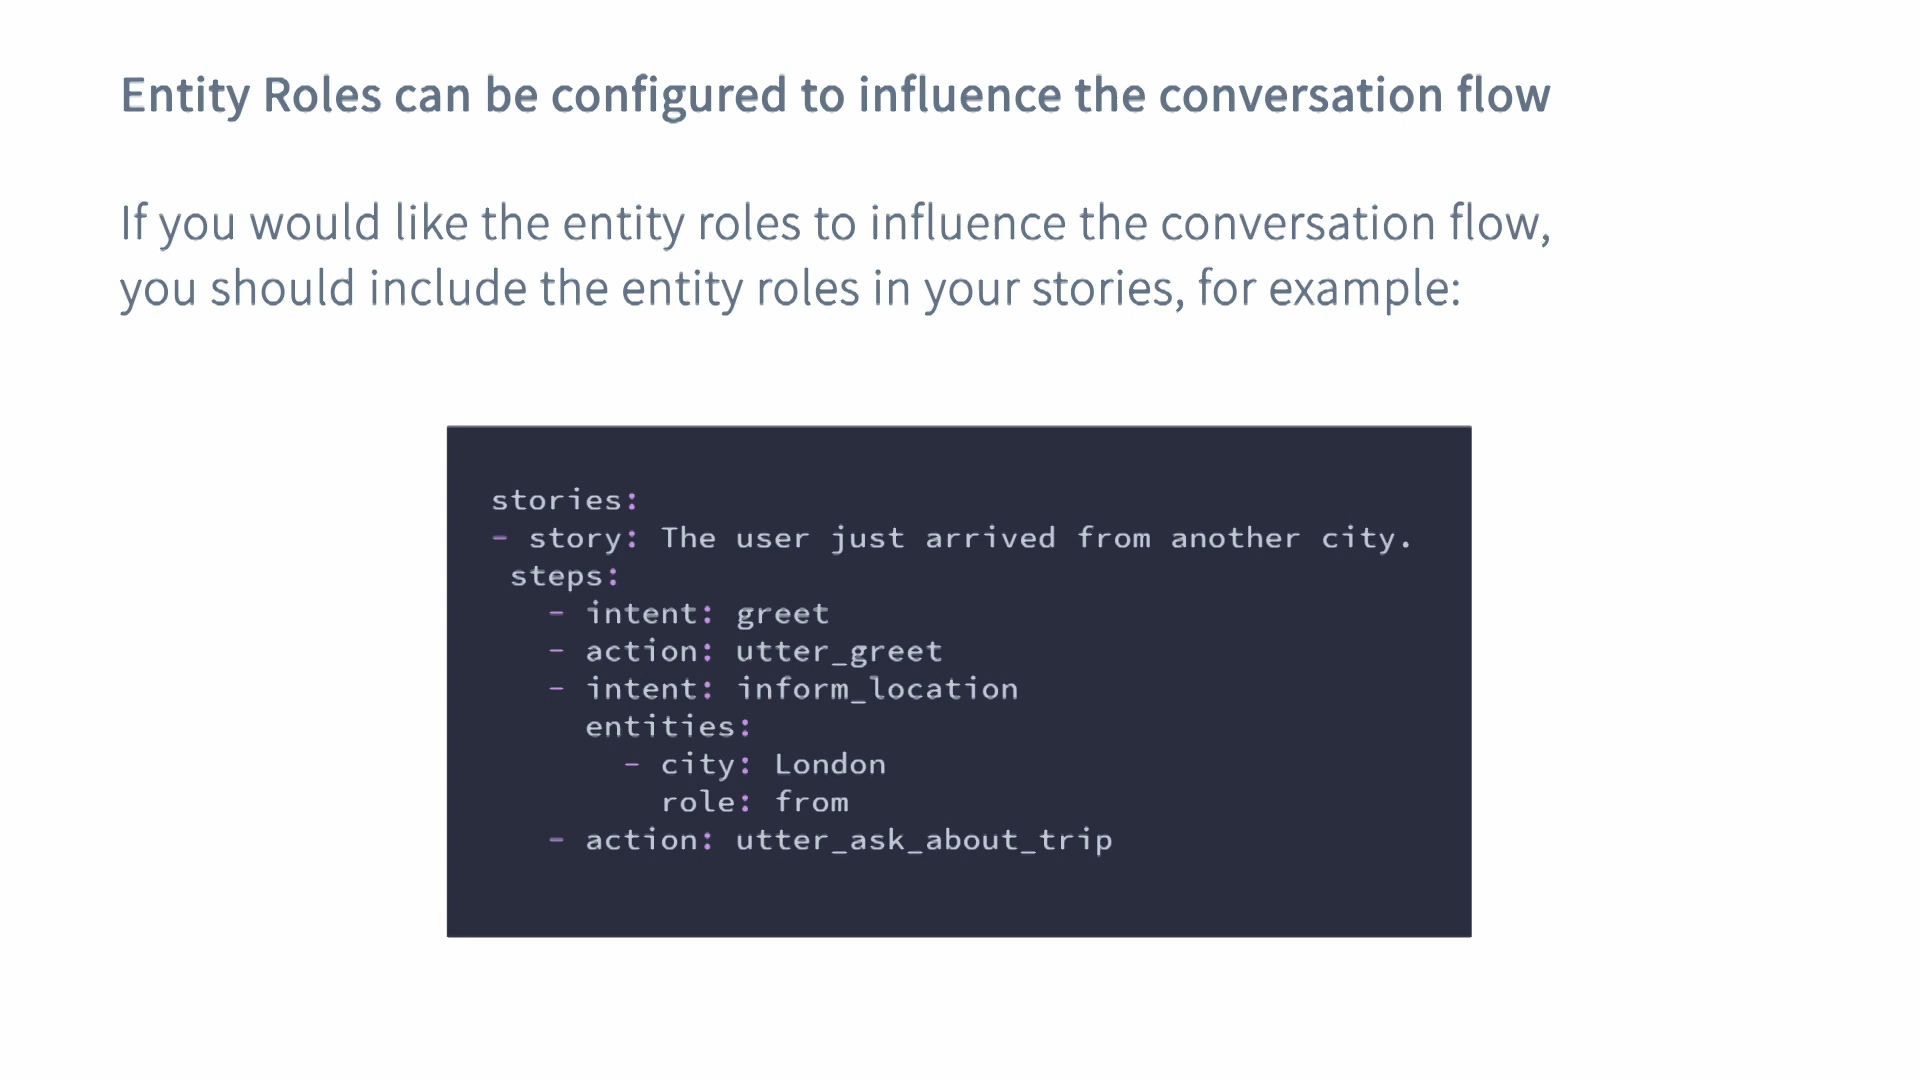 Entity Roles can be configured to influence the conversation flow
If you would like the entity roles to influence the conversation flow,
you should include the entity roles in your stories, for example:
stories:
- story: The user just arrived from another city.
 steps:
   - intent: greet
   - action: utter_greet
   - intent: inform_location
     entities:
       - city: London
         role: from
   - action: utter_ask_about_trip